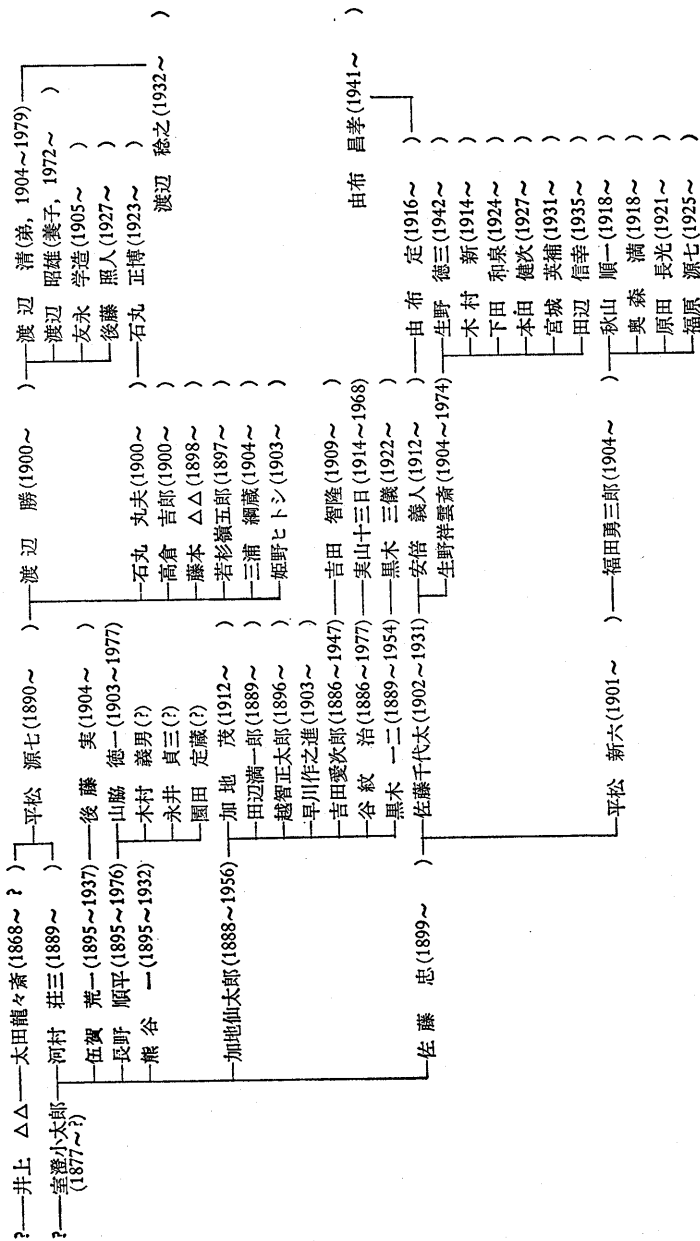 ?——井上 △△——太田龍々斎(1868～ ? )
?——室澄小太郎
(1877～?)
河村 荘三(1889～ )
平松 源七(1890～ )
渡辺 勝(1900～ )
渡辺 清(弟, 1904～1979)
渡辺 稔之(1932～ )
渡辺 昭雄(養子, 1972～ )
友永 学造(1905～ )
後藤 照人(1927～ )
石丸 丸夫(1900～ )
石丸 正博(1923～ )
高倉 吉郎(1900～ )
藤本 △△(1898～ )
若杉嶺五郎(1897～ )
三浦 綱蔵(1904～ )
姫野ヒトシ(1903～ )
伍賀 荒一(1895～1937)
後藤 実(1904～ )
長野 順平(1895～1976)
山脇 徳一(1903～1977)
木村 義男(?)
永井 貞三(?)
園田 定蔵(?)
熊谷 一(1895～1932)
加地仙太郎(1888～1956)
加地 茂(1912～ )
田辺満一郎(1889～ )
越智正太郎(1896～ )
早川作之進(1903～ )
吉田愛次郎(1886～1947)
吉田 智隆(1909～ )
谷紋 治(1886～1977)
実山十三日(1914～1968)
黒木 一二(1889～1954)
黒木 三儀(1922～ )
佐藤 忠(1899～ )
佐藤千代太(1902～1931)
安倍 義人(1912～ )
由布 定(1916～ )
由布 昌孝(1941～ )
生野祥雲斎(1904～1974)
生野 徳三(1942～ )
木村 新(1914～ )
下田 和泉(1924～ )
本田 健次(1927～ )
宮城 英補(1931～ )
田辺 信幸(1935～ )
平松 新六(1901～ )
福田勇三郎(1904～ )
秋山 順一(1918～ )
奥森 満(1918～ )
原田 長光(1921～ )
福原 源七(1925～ )